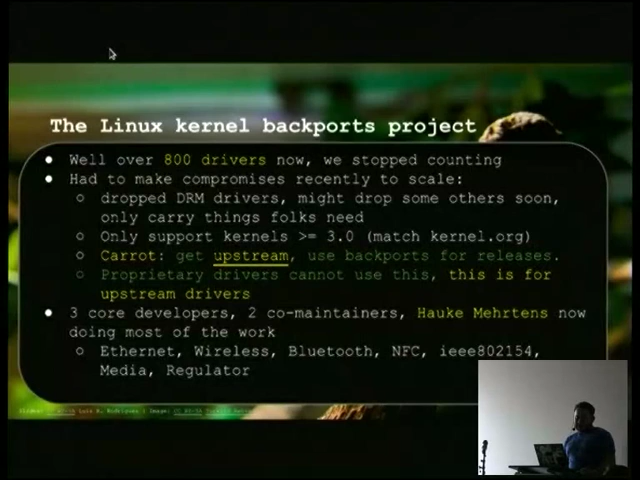 The Linux kernel backports project
● Well over 800 drivers now, we stopped counting
● Had to make compromises recently to scale:
○ dropped DRM drivers, might drop some others soon,
only carry things folks need
○ Only support kernels >= 3.0 (match kernel.org)
○ Carrot: get upstream, use backports for releases.
○ Proprietary drivers cannot use this, this is for
upstream drivers
● 3 core developers, 2 co-maintainers, Hauke Mehrtens now
doing most of the work
○ Ethernet, Wireless, Bluetooth, NFC, ieee802154,
Media, Regulator
Luis R. Rodriguez | Image: